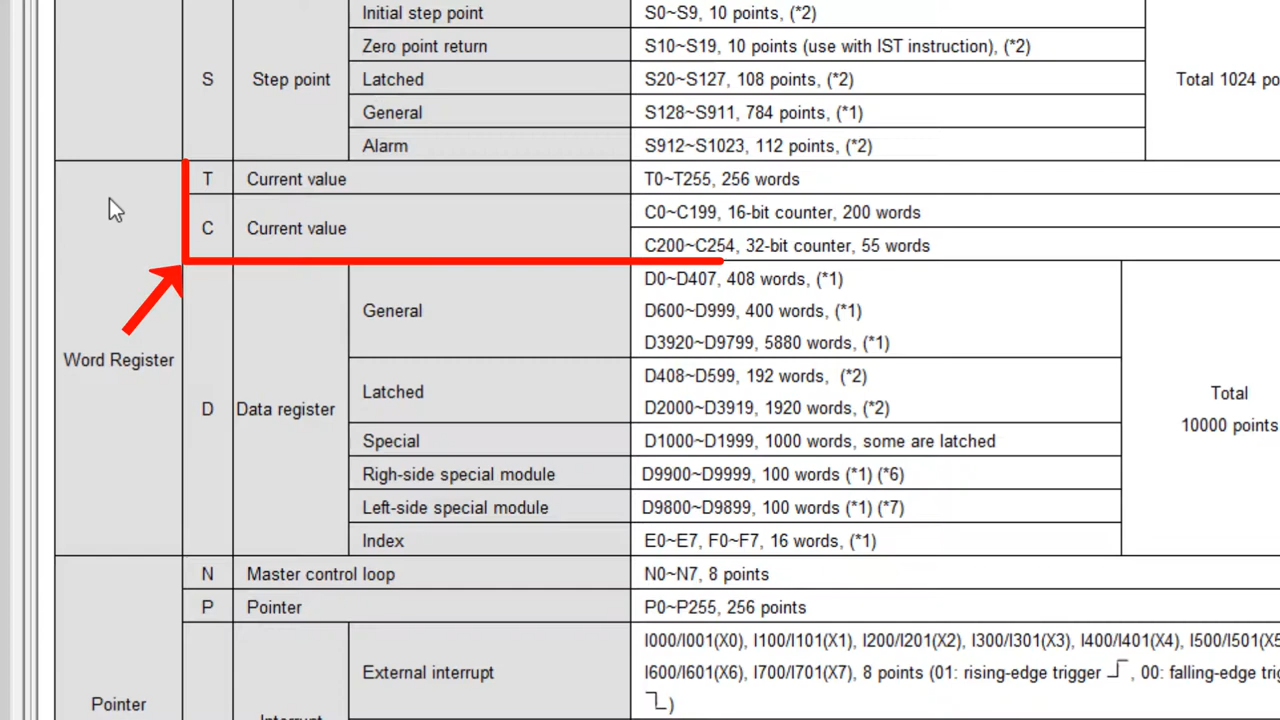 Initial step point S0~S9, 10 points, (*2)
Zero point return S10~S19, 10 points (use with IST instruction), (*2)
S Step point Latched S20~S127, 108 points, (*2) Total 1024 po
General S128~S911, 784 points, (*1)
Alarm S912~S1023, 112 points, (*2)
T Current value T0~T255, 256 words
C Current value C0~C199, 16-bit counter, 200 words
C200~C254, 32-bit counter, 55 words
Word Register
D Data register
General D0~D407, 408 words, (*1)
D600~D999, 400 words, (*1)
D3920~D9799, 5880 words, (*1)
Latched D408~D599, 192 words, (*2)
D2000~D3919, 1920 words, (*2)
Special D1000~D1999, 1000 words, some are latched
Righ-side special module D9900~D9999, 100 words (*1) (*6)
Left-side special module D9800~D9899, 100 words (*1) (*7)
Index E0~E7, F0~F7, 16 words, (*1)
Total
10000 points
Pointer
N Master control loop N0~N7, 8 points
P Pointer P0~P255, 256 points
External interrupt I000/I001(X0), I100/I101(X1), I200/I201(X2), I300/I301(X3), I400/I401(X4), I500/I501(X5
I600/I601(X6), I700/I701(X7), 8 points (01: rising-edge trigger , 00: falling-edge trig
)
Interrupt